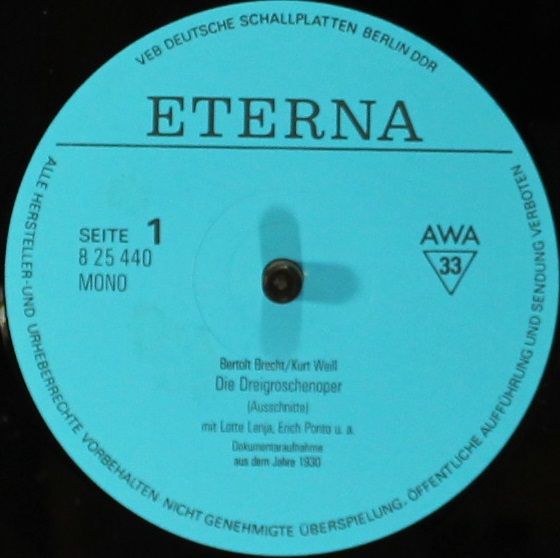 VEB DEUTSCHE SCHALLPLATTEN BERLIN DDR
ETERNA
SEITE 1
8 25 440
MONO
AWA
33
Bertolt Brecht/Kurt Weill
Die Dreigroschenoper
(Ausschnitte)
mit Lotte Lenja, Erich Ponto u. a.
Dokumentaraufnahme
aus dem Jahre 1930
ALLE HERSTELLER-UND URHEBERRECHTE VORBEHALTEN NICHT GENEHMIGTE ÜBERSPIELUNG, ÖFFENTLICHE AUFFÜHRUNG UND SENDUNG VERBOTEN